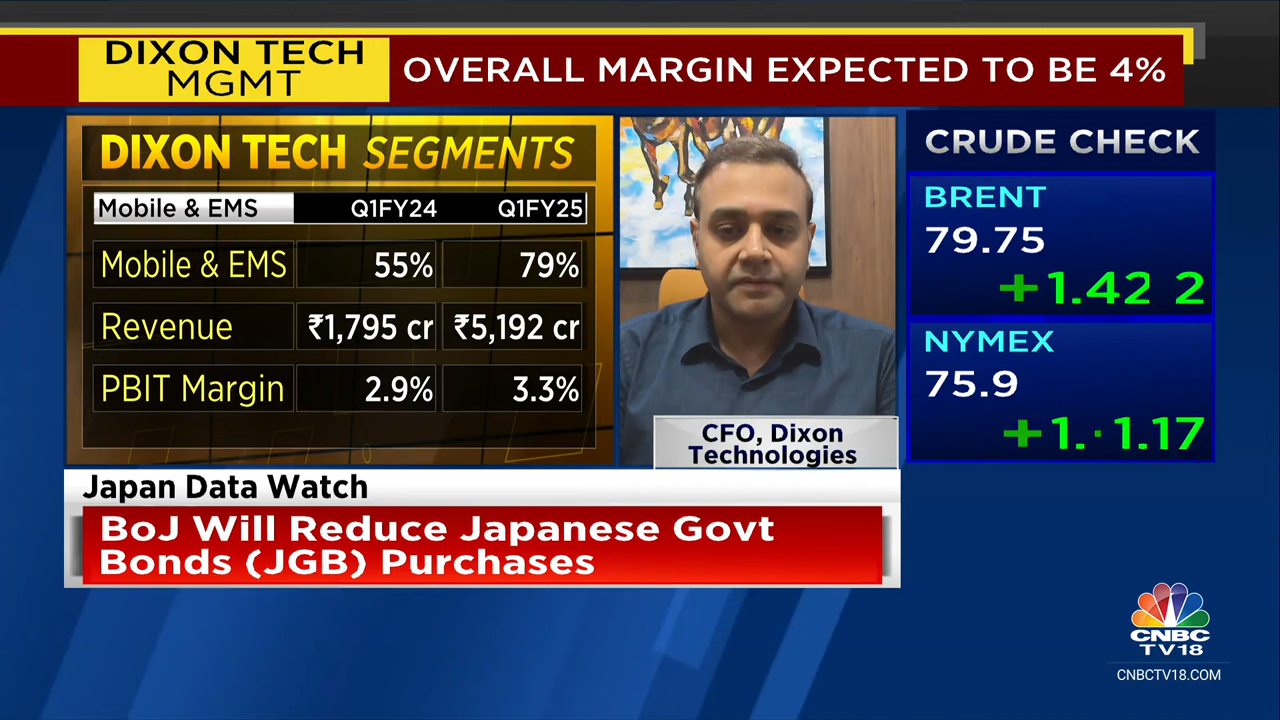 DIXON TECH
MGMT
OVERALL MARGIN EXPECTED TO BE 4%
DIXON TECH SEGMENTS
Mobile & EMS Q1FY24 Q1FY25
Mobile & EMS 55% 79%
Revenue ₹1,795 cr ₹5,192 cr
PBIT Margin 2.9% 3.3%
CFO, Dixon
Technologies
CRUDE CHECK
BRENT
79.75
+1.42 2
NYMEX
75.9
+1. 1.17
Japan Data Watch
BoJ Will Reduce Japanese Govt
Bonds (JGB) Purchases
CNBC
TV18
CNBCTV18.COM